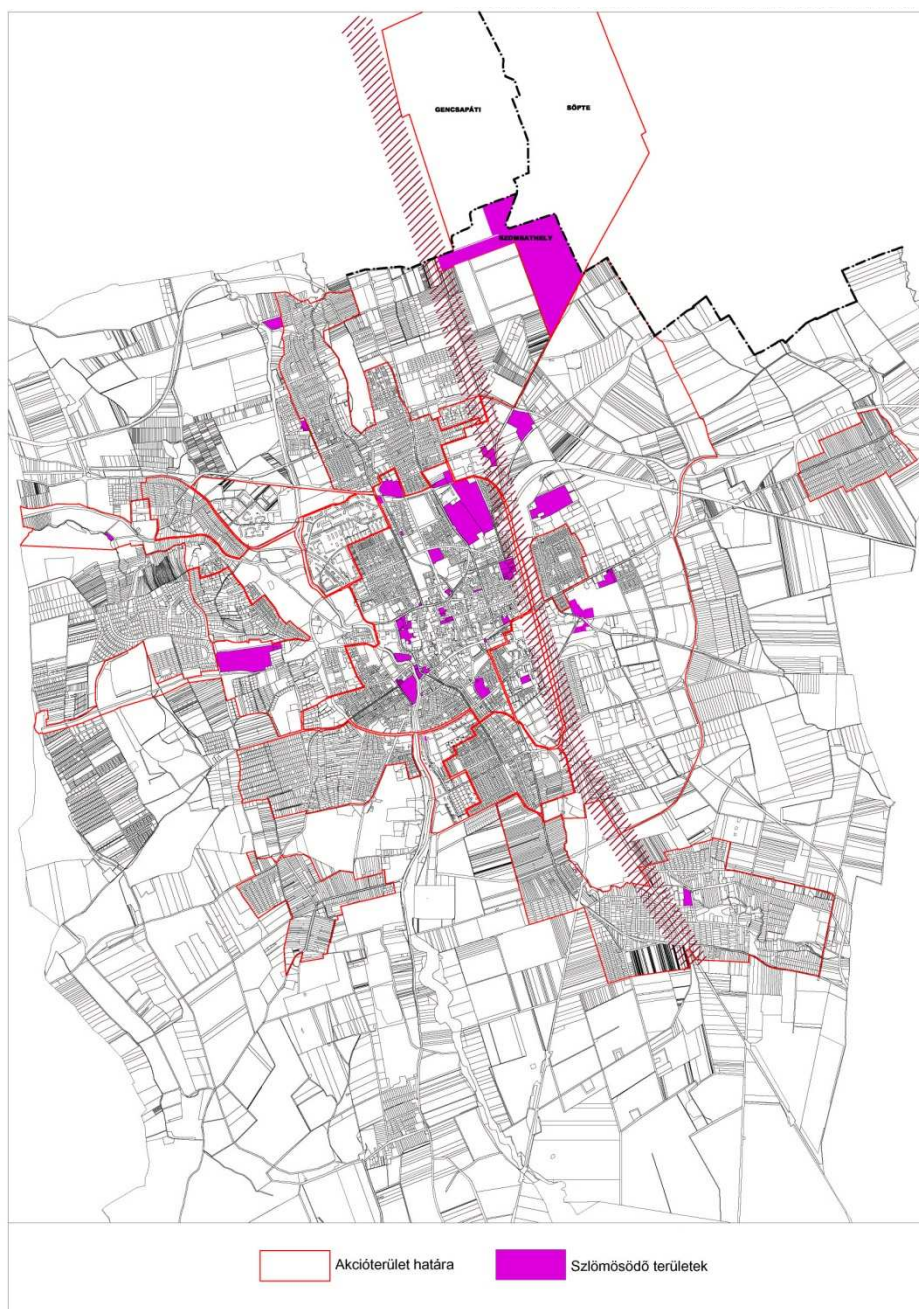 GENCSAPÁTI
SÖPTE
SZOMBATHELY
Akcióterület határa
Szlömösödő területek